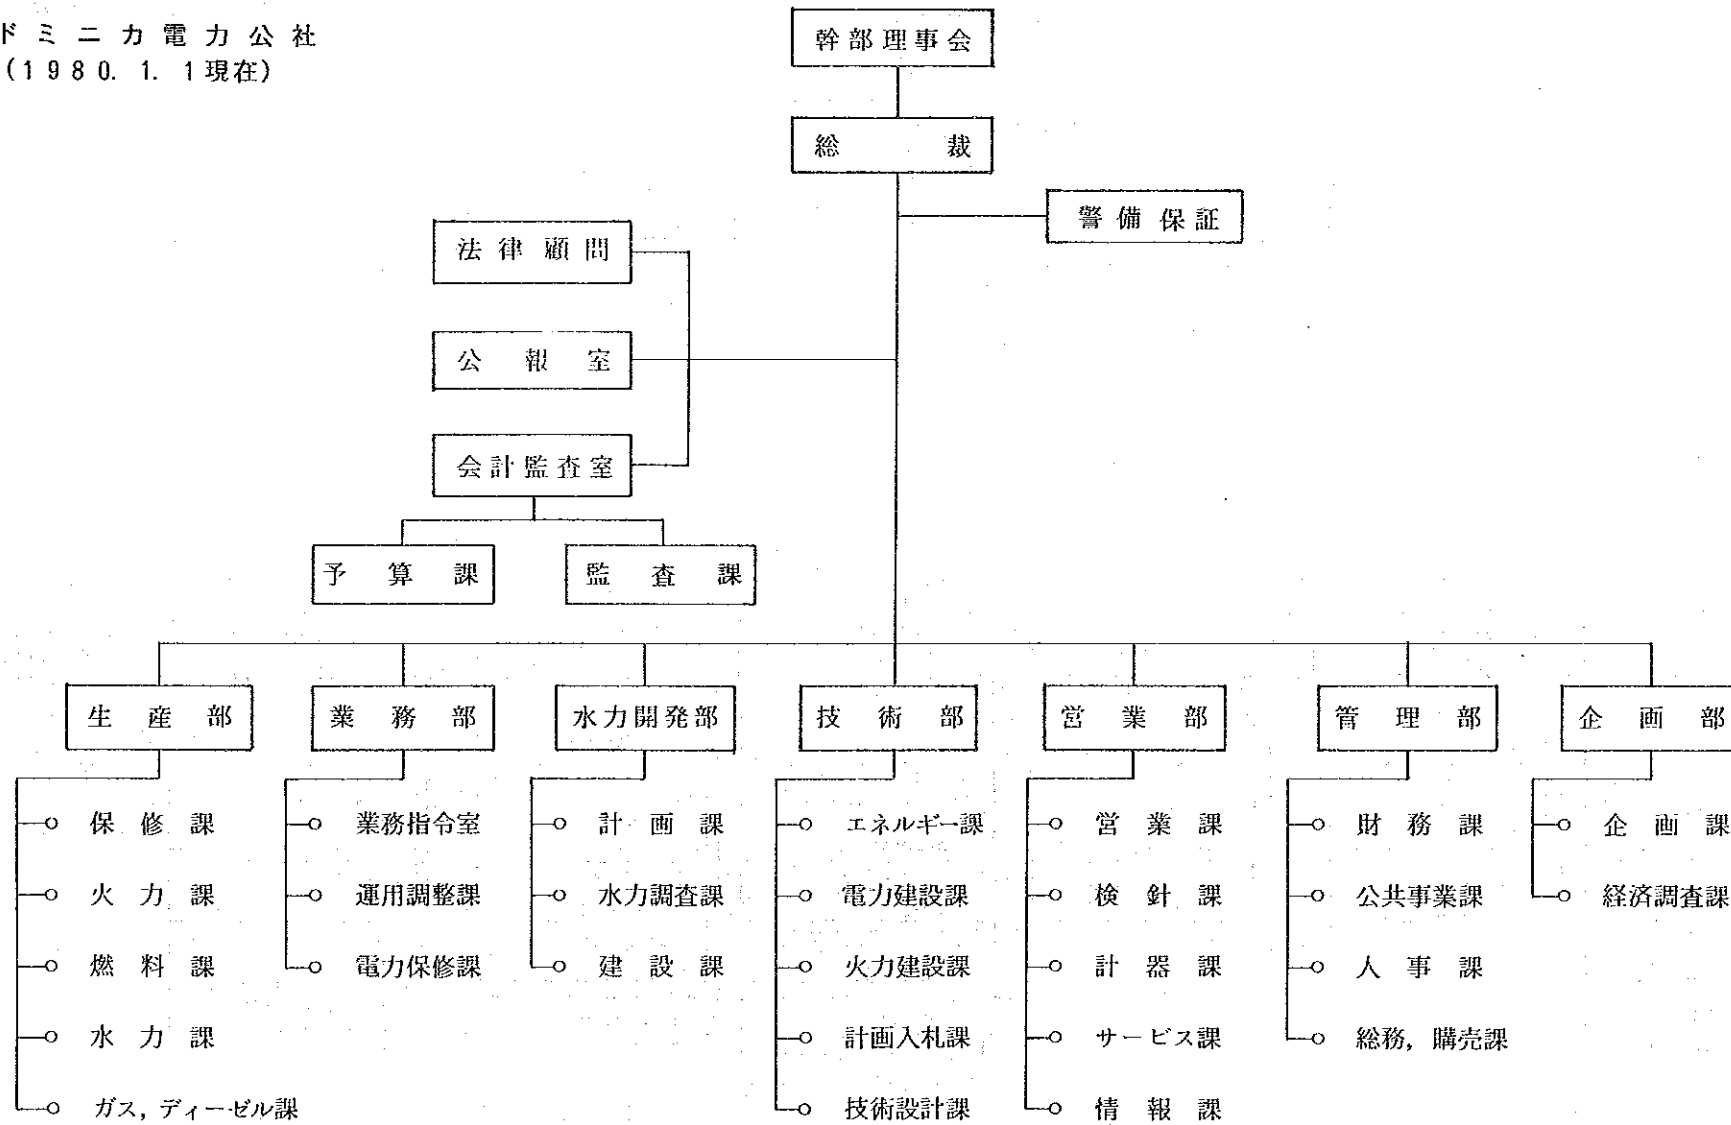 ドミニカ電力公社
(1980.1.1現在)
幹部理事会
総裁
警備保証
法律顧問
公報室
会計監査室
予算課
監査課
生産部
業務部
水力開発部
技術部
営業部
管理部
企画部
保修課
火力課
燃料課
水力課
ガス,ディーゼル課
業務指令室
運用調整課
電力保修課
計画課
水力調査課
建設課
エネルギー課
電力建設課
火力建設課
計画入札課
技術設計課
営業課
検針課
計器課
サービス課
情報課
財務課
公共事業課
人事課
総務,購売課
企画課
経済調査課